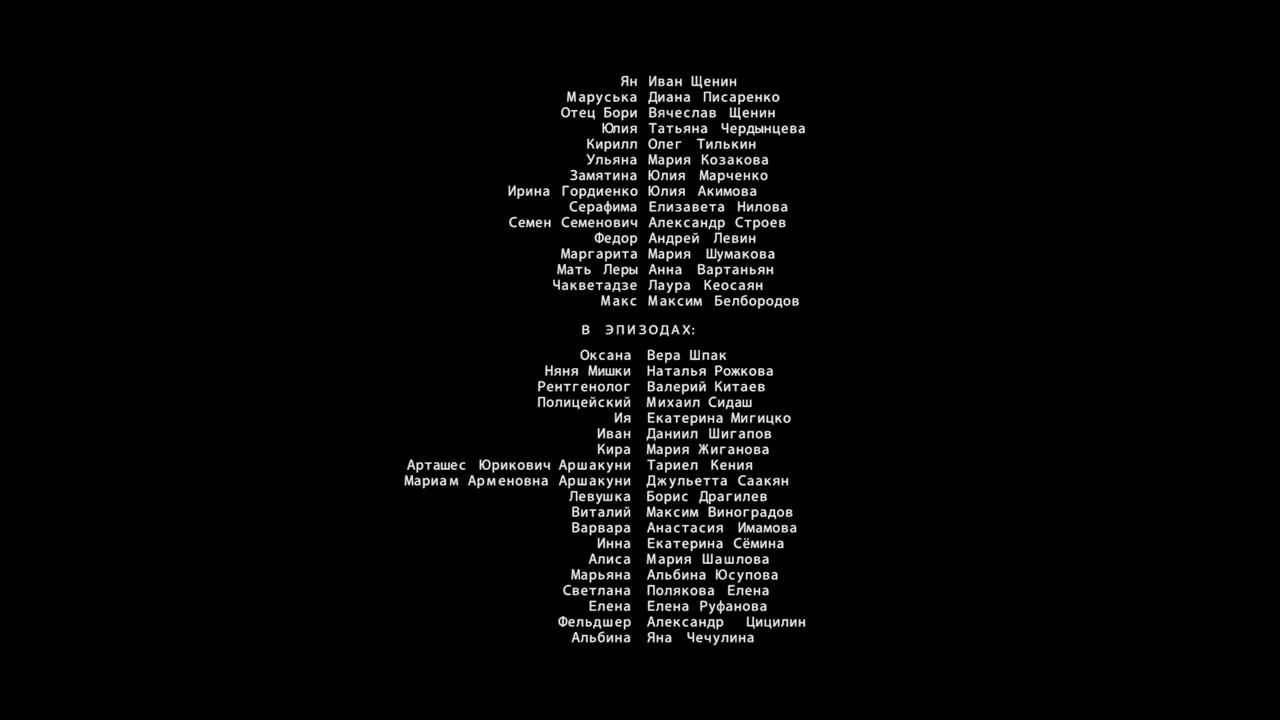 Ян Иван Щенин
Маруська Диана Писаренко
Отец Бори Вячеслав Щенин
Юлия Татьяна Чердынцева
Кирилл Олег Тилькин
Ульяна Мария Козакова
Замятина Юлия Марченко
Ирина Гордиенко Юлия Акимова
Серафима Елизавета Нилова
Семен Семенович Александр Строев
Федор Андрей Левин
Маргарита Мария Шумакова
Мать Леры Анна Вартаньян
Чакветадзе Лаура Кеосаян
Макс Максим Белбородов
В ЭПИЗОДАХ:
Оксана Вера Шпак
Няня Мишки Наталья Рожкова
Рентгенолог Валерий Китаев
Полицейский Михаил Сидаш
Ия Екатерина Мигицко
Иван Даниил Шигапов
Кира Мария Жиганова
Арташес Юрикович Аршакуни Тариел Кения
Мариам Арменовна Аршакуни Джульетта Саакян
Левушка Борис Драгилев
Виталий Максим Виноградов
Варвара Анастасия Имамова
Инна Екатерина Сёмина
Алиса Мария Шашлова
Марьяна Альбина Юсупова
Светлана Полякова Елена
Елена Елена Руфанова
Фельдшер Александр Цицилин
Альбина Яна Чечулина